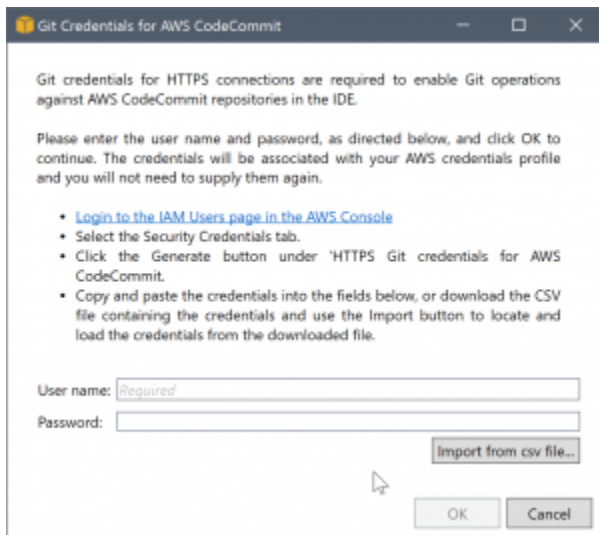 Git Credentials for AWS CodeCommit
Git credentials for HTTPS connections are required to enable Git operations
against AWS CodeCommit repositories in the IDE.
Please enter the user name and password, as directed below, and click OK to
continue. The credentials will be associated with your AWS credentials profile
and you will not need to supply them again.
• Login to the IAM Users page in the AWS Console
• Select the Security Credentials tab.
• Click the Generate button under 'HTTPS Git credentials for AWS
CodeCommit.
• Copy and paste the credentials into the fields below, or download the CSV
file containing the credentials and use the Import button to locate and
load the credentials from the downloaded file.
User name: Required
Password:
Import from csv file...
OK Cancel